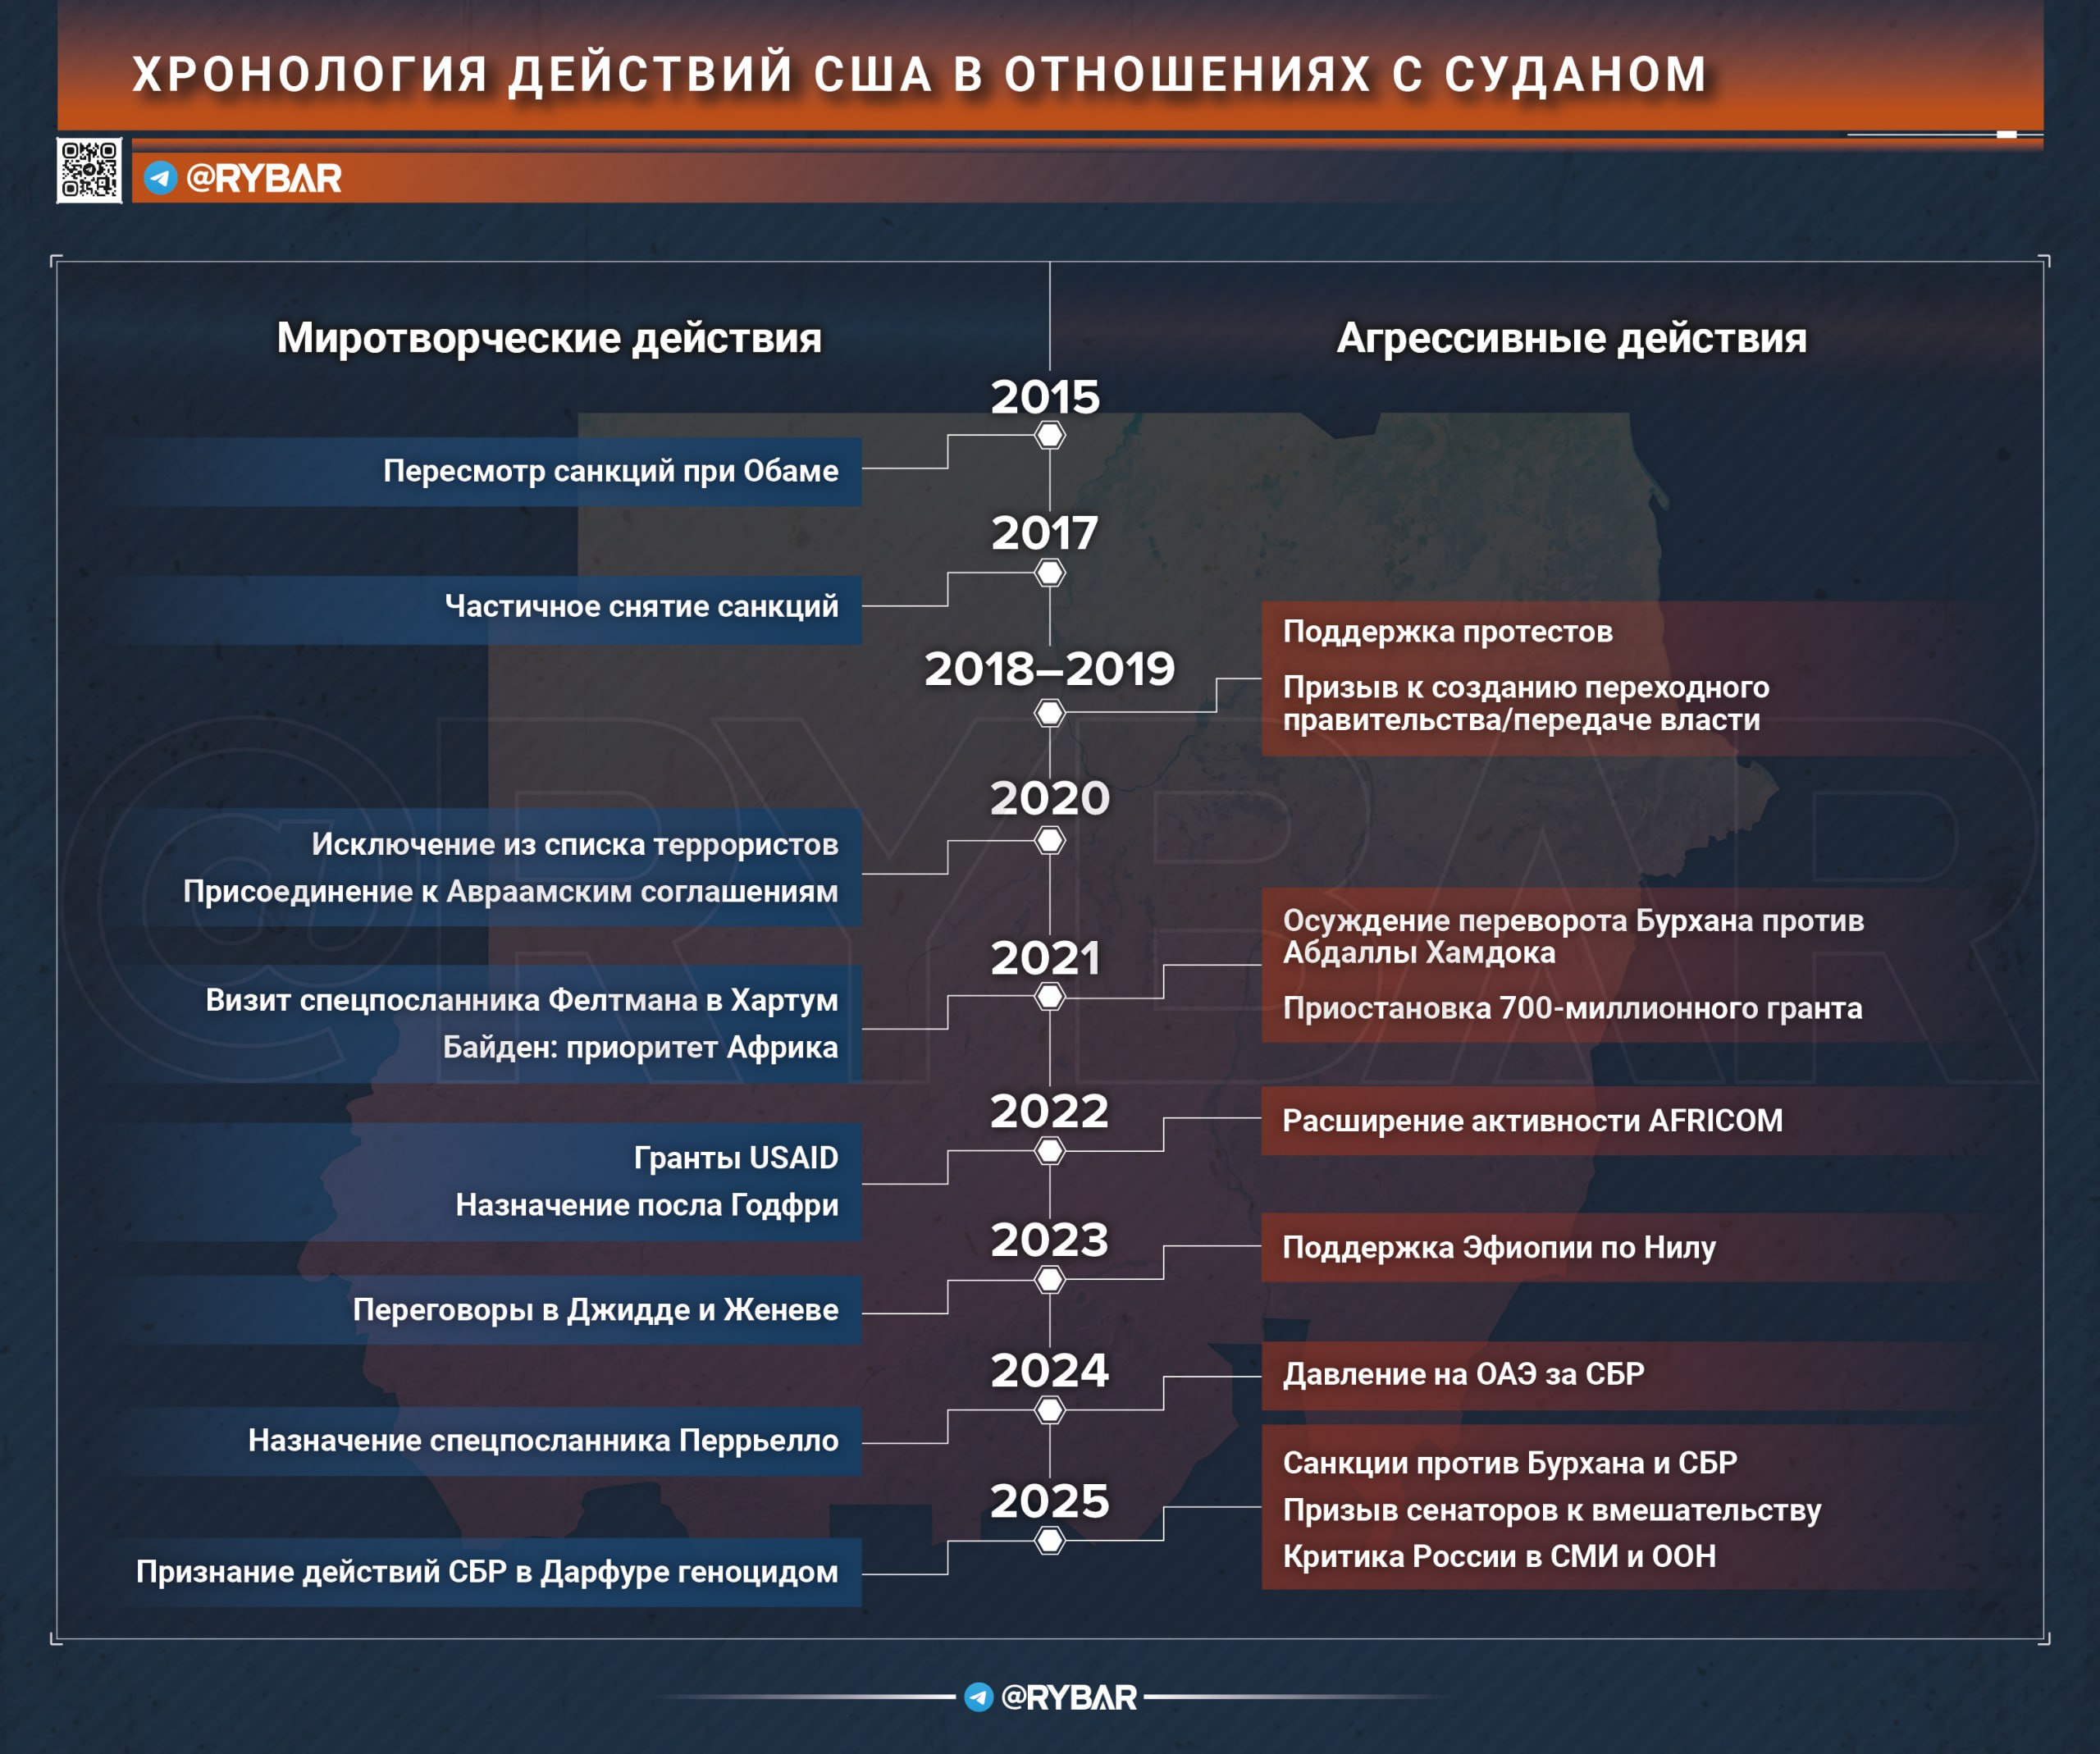 ХРОНОЛОГИЯ ДЕЙСТВИЙ США В ОТНОШЕНИЯХ С СУДАНОМ
@RYBAR
Миротворческие действия
Агрессивные действия
2015
Пересмотр санкций при Обаме
2017
Частичное снятие санкций
2018–2019
Поддержка протестов
Призыв к созданию переходного
правительства/передаче власти
2020
Исключение из списка террористов
Присоединение к Авраамским соглашениям
2021
Визит спецпосланника Фелтмана в Хартум
Байден: приоритет Африка
Осуждение переворота Бурхана против
Абдаллы Хамдока
Приостановка 700-миллионного гранта
2022
Гранты USAID
Назначение посла Годфри
Расширение активности AFRICOM
2023
Переговоры в Джидде и Женеве
Поддержка Эфиопии по Нилу
2024
Назначение спецпосланника Перрьелло
Давление на ОАЭ за СБР
2025
Признание действий СБР в Дарфуре геноцидом
Санкции против Бурхана и СБР
Призыв сенаторов к вмешательству
Критика России в СМИ и ООН
@RYBAR
@RYBAR